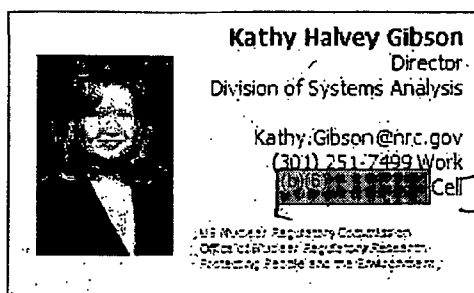 Kathy Halvey Gibson
Director
Division of Systems Analysis
Kathy.Gibson@nrc.gov
(301) 251-7499 Work
(b)(6) Cell
US Nuclear Regulatory Commission
Office of Nuclear Regulatory Research
Protecting People and the Environment